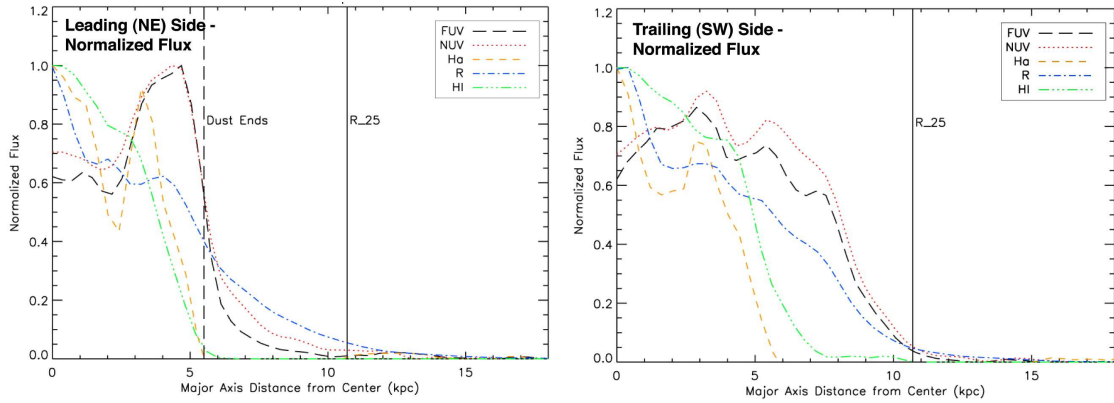 Leading (NE) Side -
Normalized Flux
FUV
NUV
Ha
R
HI
Dust Ends
R_25
1.2
1.0
0.8
0.6
0.4
0.2
0.0
Normalized Flux
0
5
10
15
Major Axis Distance from Center (kpc)
Trailing (SW) Side -
Normalized Flux
FUV
NUV
Ha
R
HI
R_25
1.2
1.0
0.8
0.6
0.4
0.2
0.0
Normalized Flux
0
5
10
15
Major Axis Distance from Center (kpc)